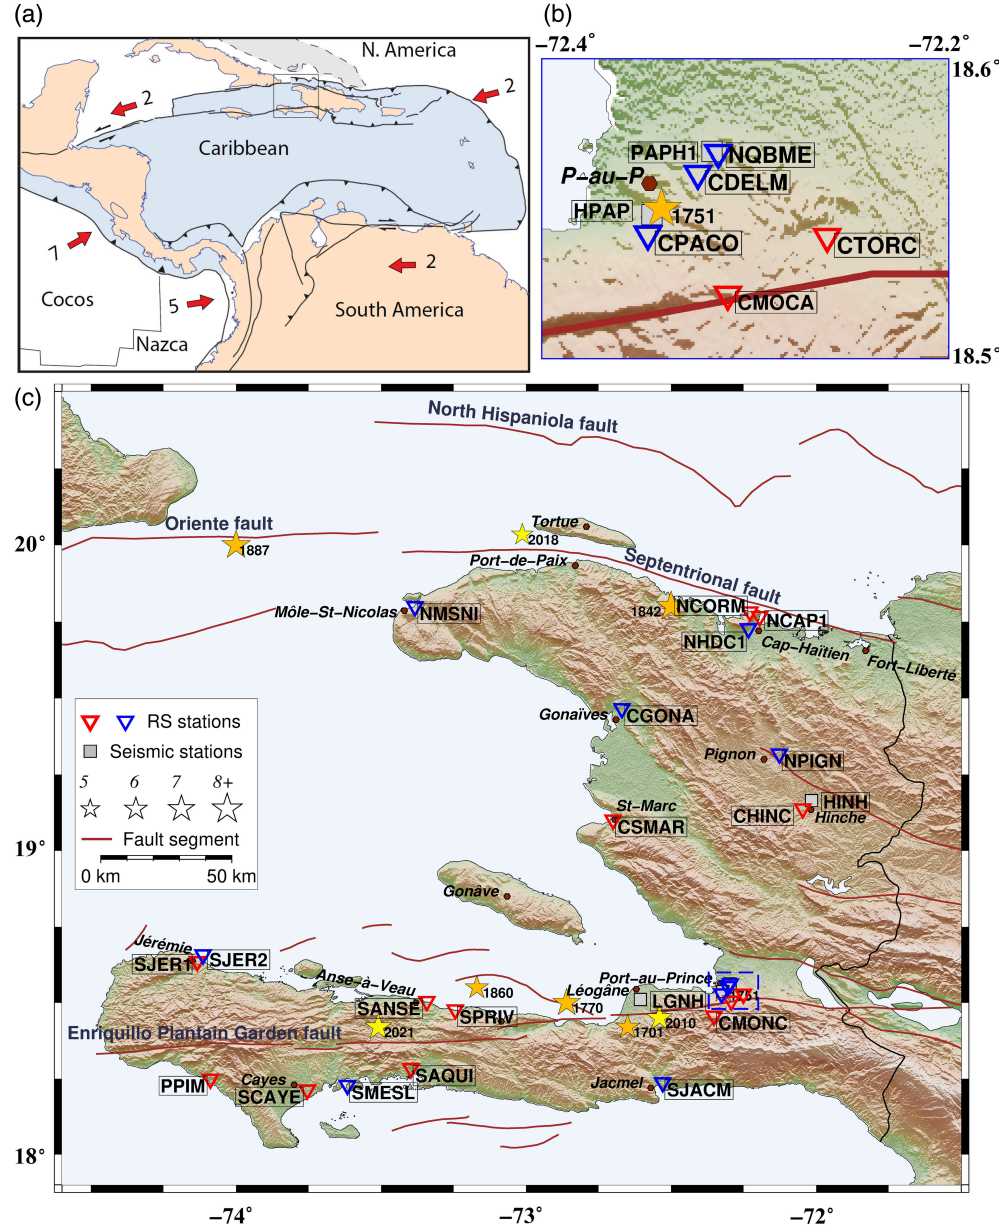 (a)
N. America
2
2
Caribbean
7
2
Cocos
5
South America
Nazca
(b)
−72.4°
−72.2°
18.6°
PAPH1
NQBME
P−au−P
CDELM
HPAP
1751
CPACO
CTORC
CMOCA
18.5°
(c)
North Hispaniola fault
Oriente fault
Tortue
1887
2018
20°
Port−de−Paix
Septentrional fault
Môle−St−Nicolas
NMSNI
1842
NCORM
NCAP1
NHDC1
Cap−Haïtien
Fort−Liberté
Gonaïves
CGONA
RS stations
Seismic stations
5
6
7
8+
Fault segment
0 km
50 km
Pignon
NPIGN
St−Marc
CSMAR
HINH
CHINC
Hinche
19°
Gonâve
Jérémie
SJER1
SJER2
Anse−à−Veau
SANSE
SPRIV
1860
1770
Port−au−Prince
Léogâne
LGNH
1751
CMONC
2010
1701
2021
Enriquillo Plantain Garden fault
PPIM
Cayes
SCAYE
SMESL
SAQUI
Jacmel
SJACM
18°
−74°
−73°
−72°